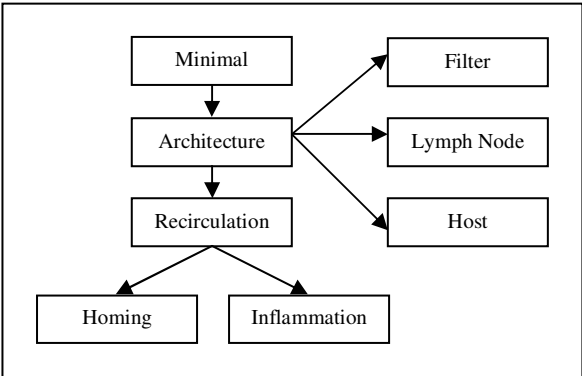 Minimal
Filter
Architecture
Lymph Node
Recirculation
Host
Homing
Inflammation